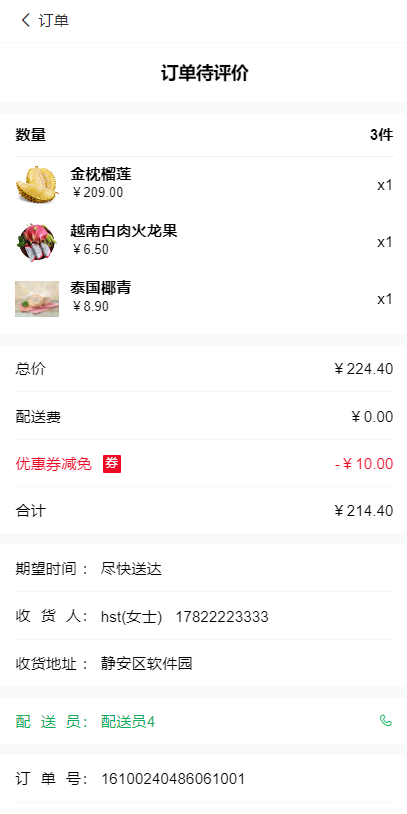 订单
订单待评价
数量 3件
金枕榴莲
￥209.00 x1
越南白肉火龙果
￥6.50 x1
泰国椰青
￥8.90 x1
总价 ￥224.40
配送费 ￥0.00
优惠券减免 券 -￥10.00
合计 ￥214.40
期望时间： 尽快送达
收 货 人： hst(女士) 17822223333
收货地址： 静安区软件园
配 送 员： 配送员4
订 单 号： 16100240486061001